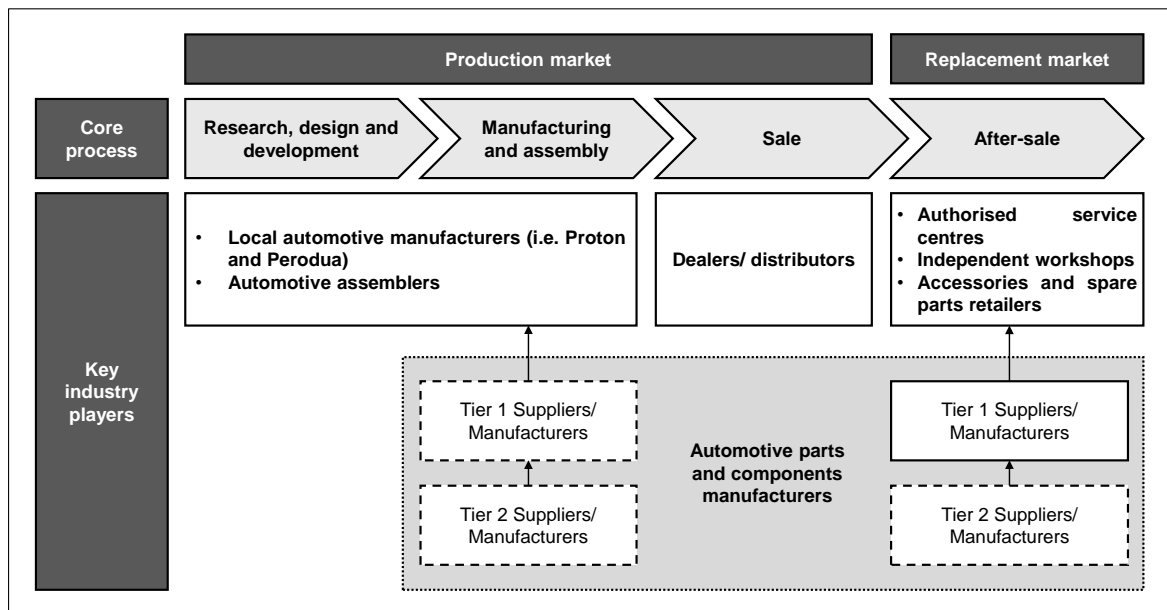 Production market
Replacement market
Core
process
Research, design and
development
Manufacturing
and assembly
Sale
After-sale
Key
industry
players
• Local automotive manufacturers (i.e. Proton
and Perodua)
• Automotive assemblers
Dealers/ distributors
• Authorised service
centres
• Independent workshops
• Accessories and spare
parts retailers
Tier 1 Suppliers/
Manufacturers
Tier 2 Suppliers/
Manufacturers
Automotive parts
and components
manufacturers
Tier 1 Suppliers/
Manufacturers
Tier 2 Suppliers/
Manufacturers